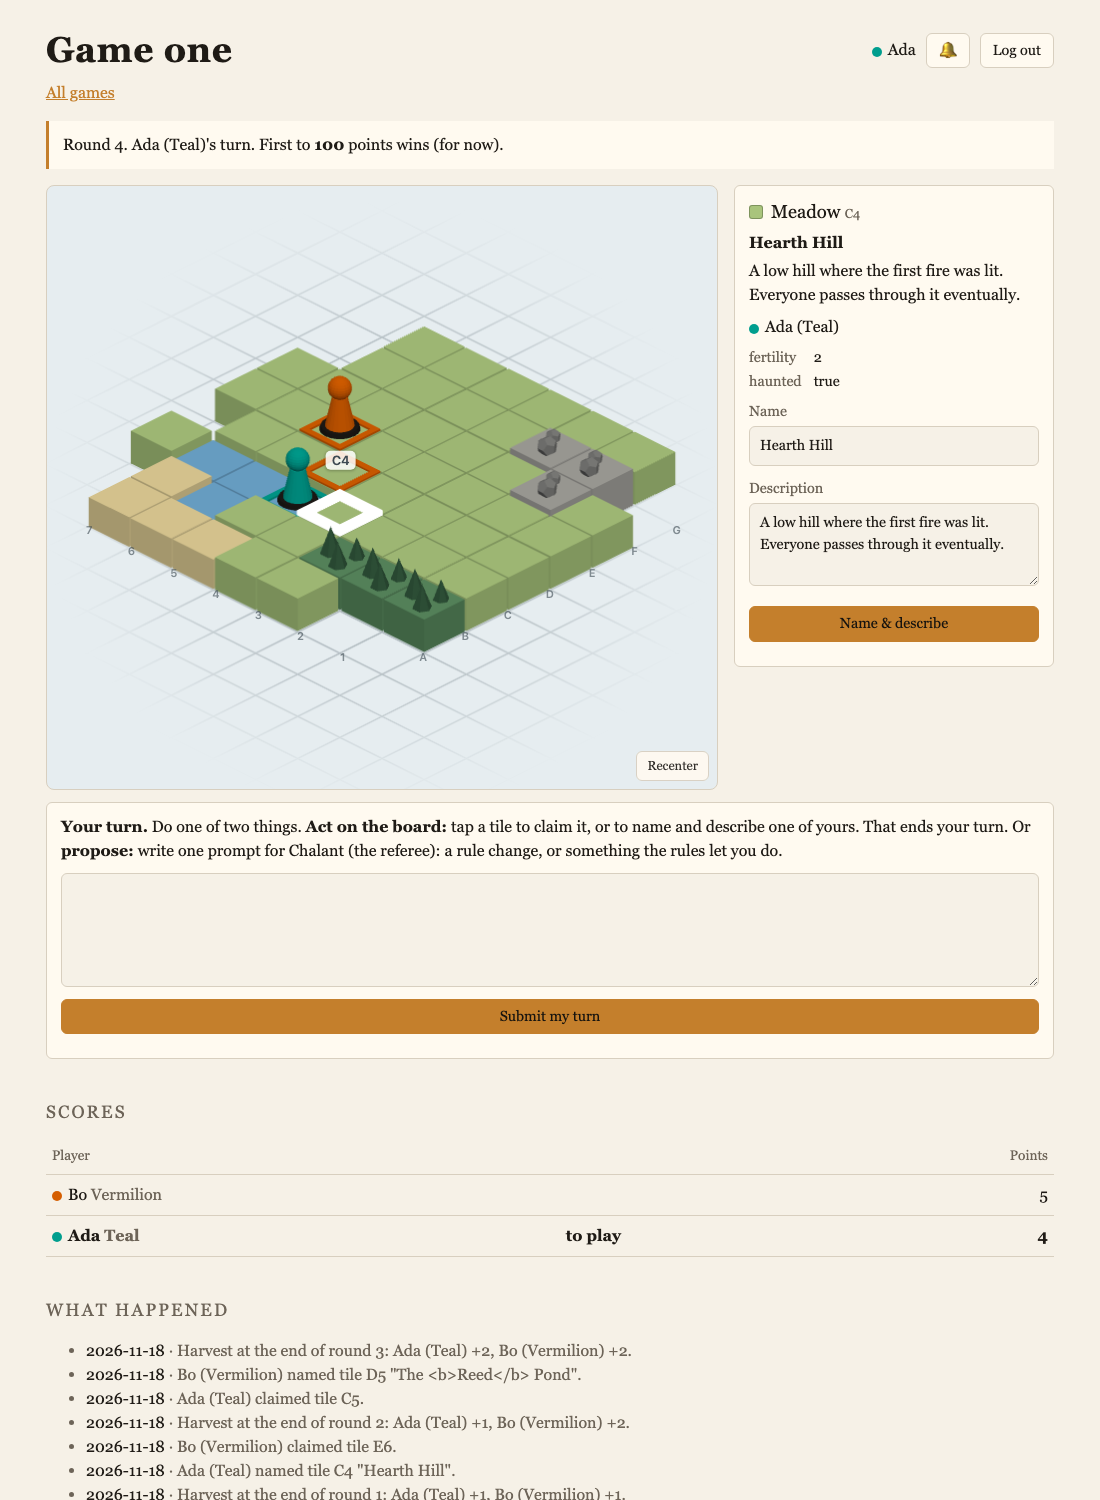 Game one
Ada
Log out
All games
Round 4. Ada (Teal)'s turn. First to 100 points wins (for now).
C4
7
6
5
4
3
2
1
A
B
C
D
E
F
G
Recenter
Meadow C4
Hearth Hill
A low hill where the first fire was lit.
Everyone passes through it eventually.
Ada (Teal)
fertility 2
haunted true
Name
Hearth Hill
Description
A low hill where the first fire was lit.
Everyone passes through it eventually.
Name & describe
Your turn. Do one of two things. Act on the board: tap a tile to claim it, or to name and describe one of yours. That ends your turn. Or
propose: write one prompt for Chalant (the referee): a rule change, or something the rules let you do.
Submit my turn
SCORES
Player Points
Bo Vermilion 5
Ada Teal to play 4
WHAT HAPPENED
2026-11-18 · Harvest at the end of round 3: Ada (Teal) +2, Bo (Vermilion) +2.
2026-11-18 · Bo (Vermilion) named tile D5 "The <b>Reed</b> Pond".
2026-11-18 · Ada (Teal) claimed tile C5.
2026-11-18 · Harvest at the end of round 2: Ada (Teal) +1, Bo (Vermilion) +2.
2026-11-18 · Bo (Vermilion) claimed tile E6.
2026-11-18 · Ada (Teal) named tile C4 "Hearth Hill".
2026-11-18 · Harvest at the end of round 1: Ada (Teal) +1, Bo (Vermilion) +1.